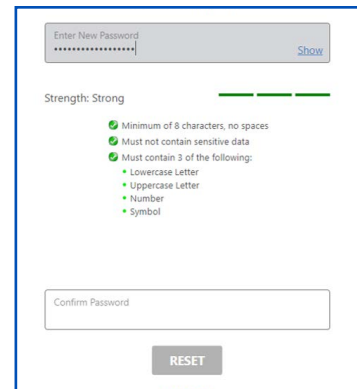 Enter New Password
•••••••••••••••••
Show
Strength: Strong
Minimum of 8 characters, no spaces
Must not contain sensitive data
Must contain 3 of the following:
• Lowercase Letter
• Uppercase Letter
• Number
• Symbol
Confirm Password
RESET